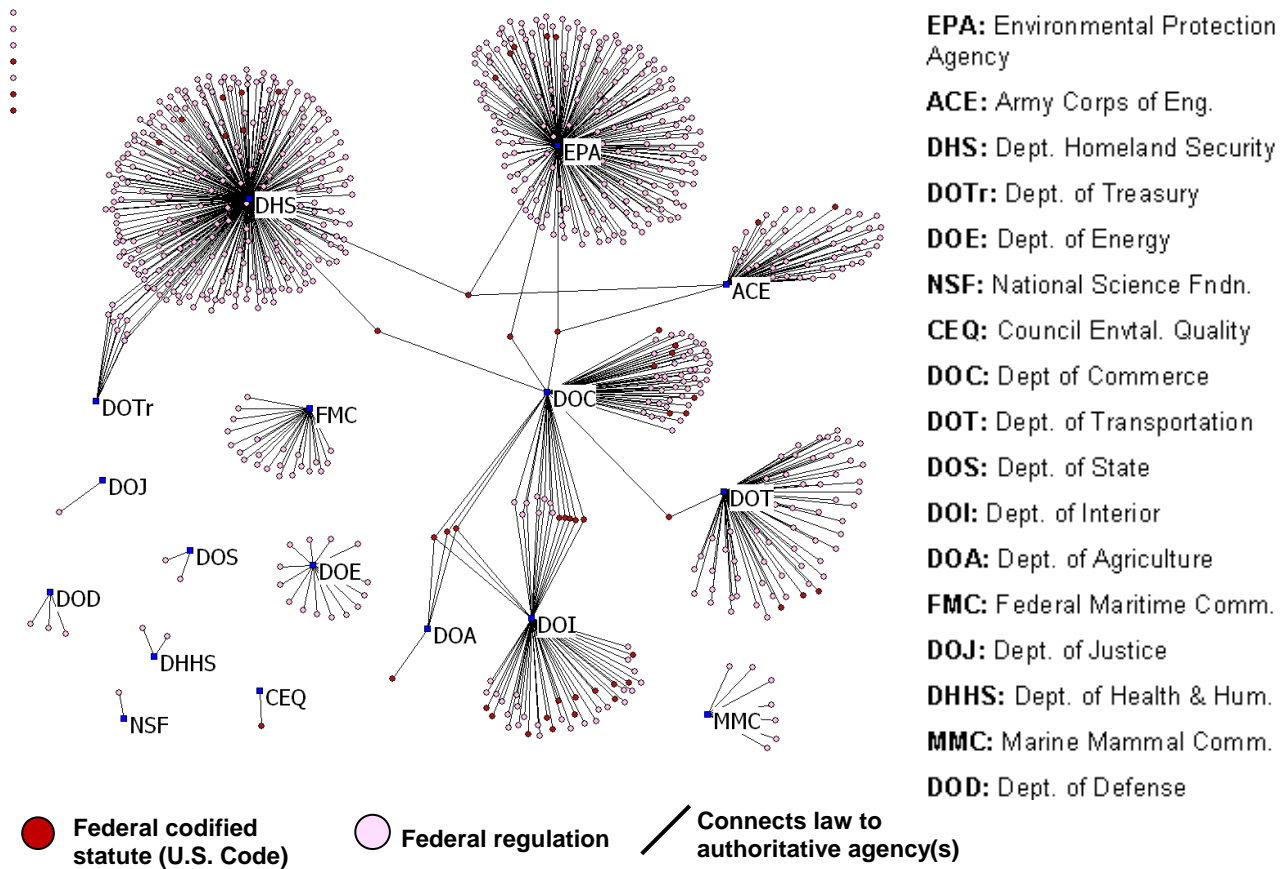 EPA
DHS
ACE
DOTr
FMC
DOC
DOJ
DOT
DOS
DOE
DOD
DOA
DOI
DHHS
CEQ
NSF
MMC
EPA: Environmental Protection
Agency
ACE: Army Corps of Eng.
DHS: Dept. Homeland Security
DOTr: Dept. of Treasury
DOE: Dept. of Energy
NSF: National Science Fndn.
CEQ: Council Envtal. Quality
DOC: Dept of Commerce
DOT: Dept. of Transportation
DOS: Dept. of State
DOI: Dept. of Interior
DOA: Dept. of Agriculture
FMC: Federal Maritime Comm.
DOJ: Dept. of Justice
DHHS: Dept. of Health & Hum.
MMC: Marine Mammal Comm.
DOD: Dept. of Defense
Federal codified
statute (U.S. Code)
Federal regulation
Connects law to
authoritative agency(s)